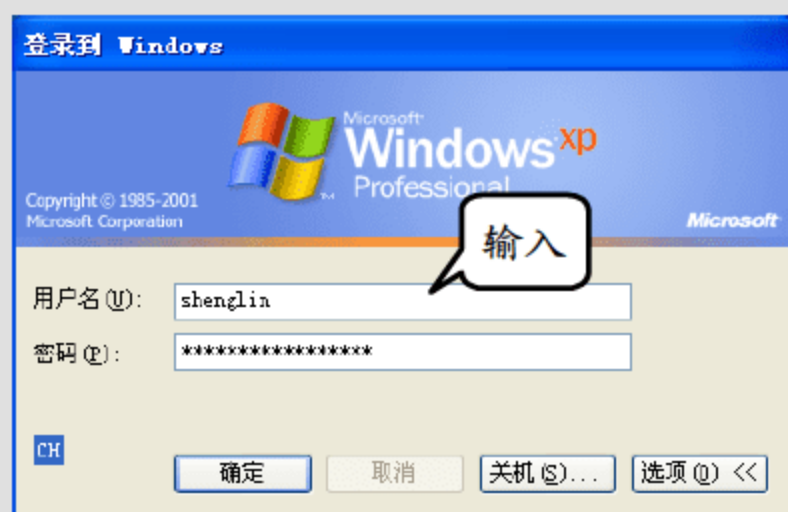 登录到 Windows
Microsoft
Windows xp
Professional
Copyright © 1985-2001
Microsoft Corporation
Microsoft
输入
用户名(U): shenglin
密码(P): *****************
CH
确定 取消 关机(S)... 选项(O) <<